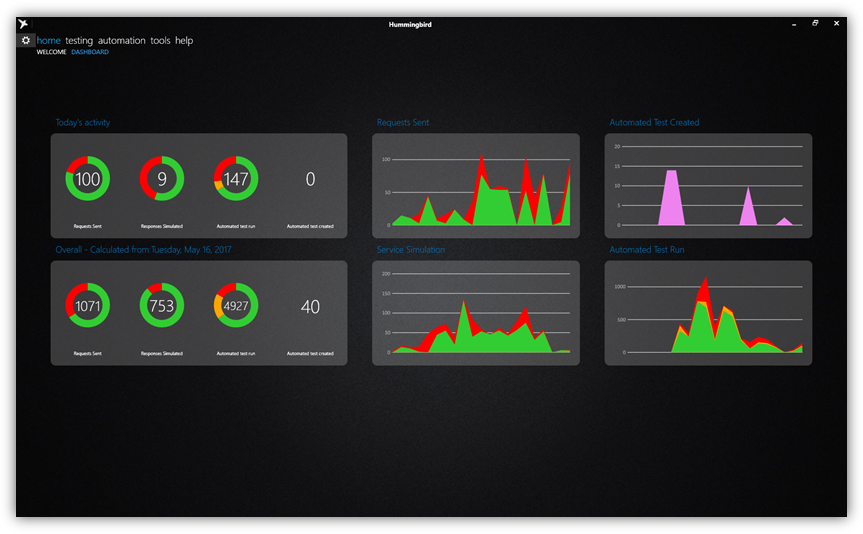 Hummingbird
home testing automation tools help
WELCOME DASHBOARD
Today's activity
100
9
147
0
Requests Sent
Responses Simulated
Automated test run
Automated test created
Requests Sent
100
50
0
Automated Test Created
20
15
10
5
0
Overall - Calculated from:Tuesday, May 16, 2017
1071
753
4927
40
Requests Sent
Responses Simulated
Automated test run
Automated test created
Service Simulation
200
150
100
50
0
Automated Test Run
1000
500
0